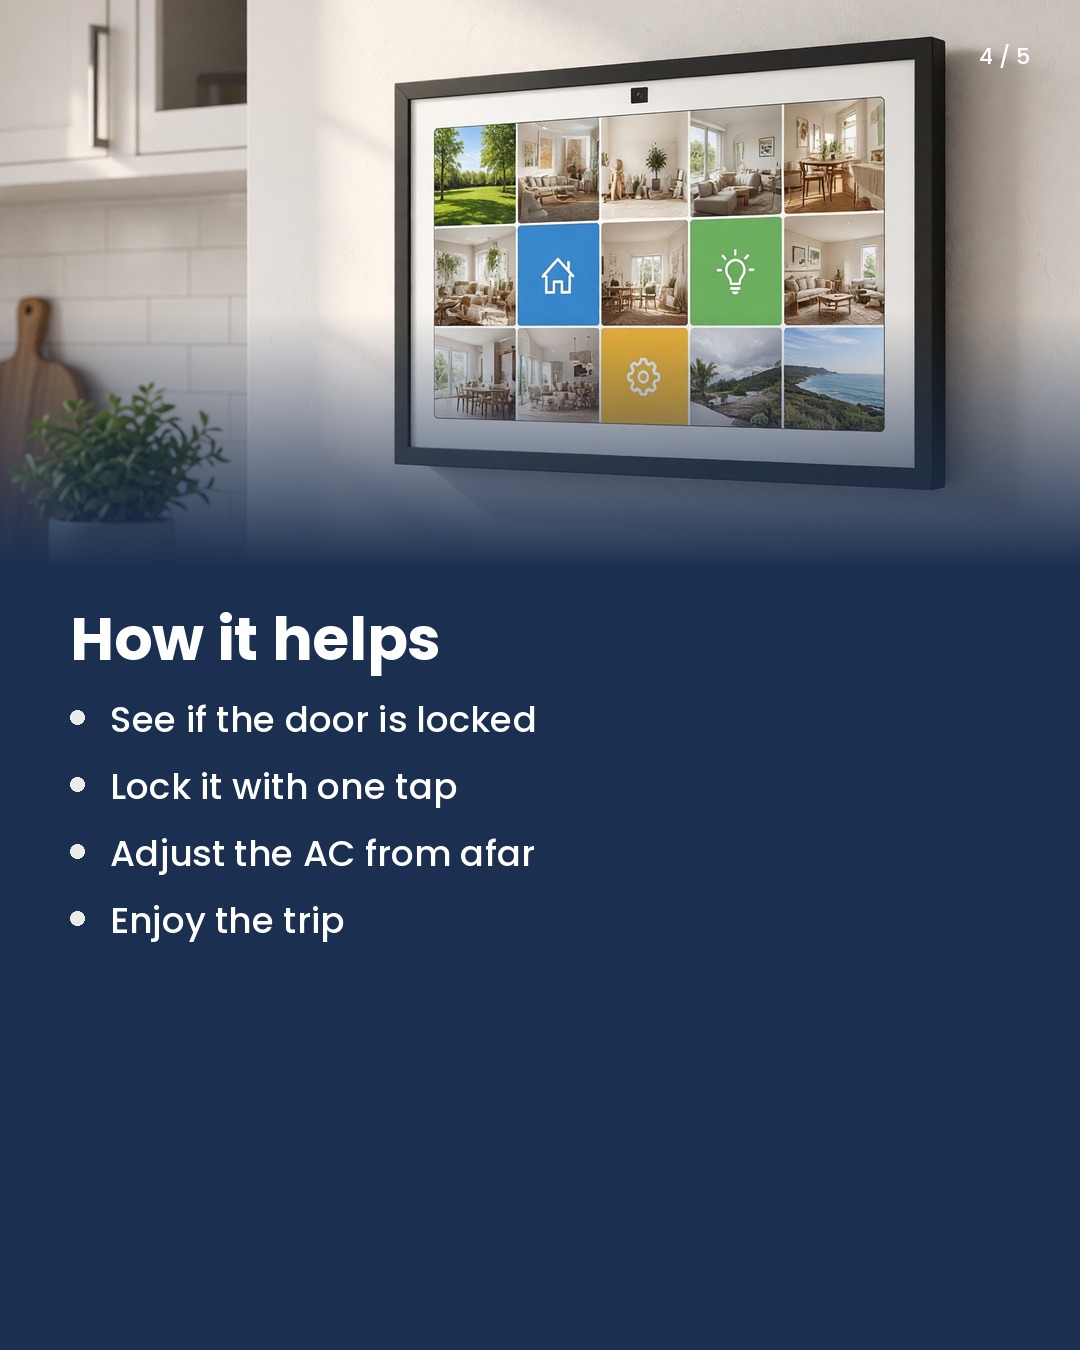 4 / 5
How it helps
See if the door is locked
Lock it with one tap
Adjust the AC from afar
Enjoy the trip